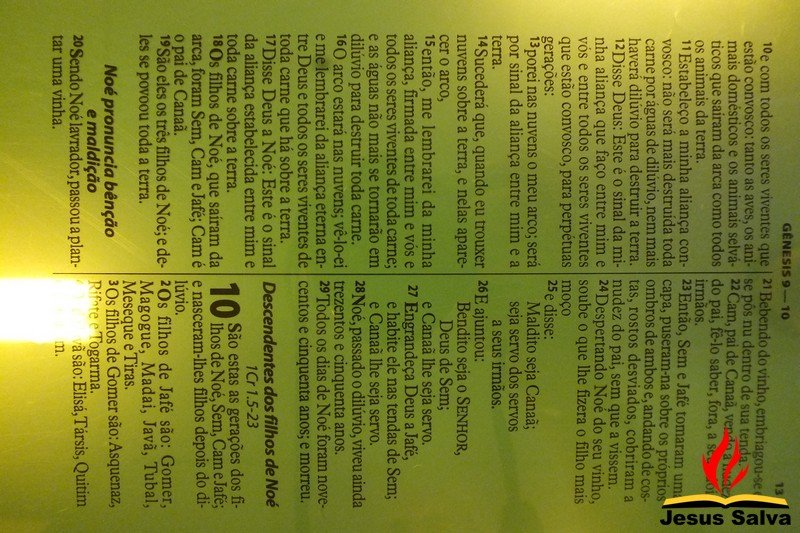 GÊNESIS 9 — 10
13
10 e com todos os seres viventes que
estão convosco: tanto as aves, os ani-
mais domésticos e os animais selvá-
ticos que saíram da arca como todos
os animais da terra.
11 Estabeleço a minha aliança con-
vosco: não será mais destruída toda
carne por águas de dilúvio, nem mais
haverá dilúvio para destruir a terra.
12 Disse Deus: Este é o sinal da mi-
nha aliança que faço entre mim e
vós e entre todos os seres viventes
que estão convosco, para perpétuas
gerações:
13 porei nas nuvens o meu arco; será
por sinal da aliança entre mim e a
terra.
14 Sucederá que, quando eu trouxer
nuvens sobre a terra, e nelas apare-
cer o arco,
15 então, me lembrarei da minha
aliança, firmada entre mim e vós e
todos os seres viventes de toda carne;
e as águas não mais se tornarão em
dilúvio para destruir toda carne.
16 O arco estará nas nuvens; vê-lo-ei
e me lembrarei da aliança eterna en-
tre Deus e todos os seres viventes de
toda carne que há sobre a terra.
17 Disse Deus a Noé: Este é o sinal
da aliança estabelecida entre mim e
toda carne sobre a terra.
18 Os filhos de Noé, que saíram da
arca, foram Sem, Cam e Jafé; Cam é
o pai de Canaã.
19 São eles os três filhos de Noé; e de-
les se povoou toda a terra.
Noé pronuncia bênção
e maldição
20 Sendo Noé lavrador, passou a plan-
tar uma vinha.
21 Bebendo do vinho, embriagou-se e
se pôs nu dentro de sua tenda.
22 Cam, pai de Canaã, vendo a nudez
do pai, fê-lo saber, fora, a seus
irmãos.
23 Então, Sem e Jafé tomaram uma
capa, puseram-na sobre os próprios
ombros de ambos e, andando de cos-
tas, rostos desviados, cobriram a
nudez do pai, sem que a vissem.
24 Despertando Noé do seu vinho,
soube o que lhe fizera o filho mais
moço
25 e disse:
Maldito seja Canaã;
seja servo dos servos
a seus irmãos.
26 E ajuntou:
Bendito seja o SENHOR,
Deus de Sem;
e Canaã lhe seja servo.
27 Engrandeça Deus a Jafé,
e habite ele nas tendas de Sem;
e Canaã lhe seja servo.
28 Noé, passado o dilúvio, viveu ainda
trezentos e cinquenta anos.
29 Todos os dias de Noé foram nove-
centos e cinquenta anos; e morreu.
Descendentes dos filhos de Noé
1Cr 1.5-23
10 São estas as gerações dos fi-
lhos de Noé, Sem, Cam e Jafé;
e nasceram-lhes filhos depois do di-
lúvio.
2 Os filhos de Jafé são: Gomer,
Magogue, Madai, Javã, Tubal,
Meseque e Tiras.
3 Os filhos de Gomer são: Asquenaz,
Rifate e Togarma.
são: Elisá, Társis, Quitim
Jesus Salva